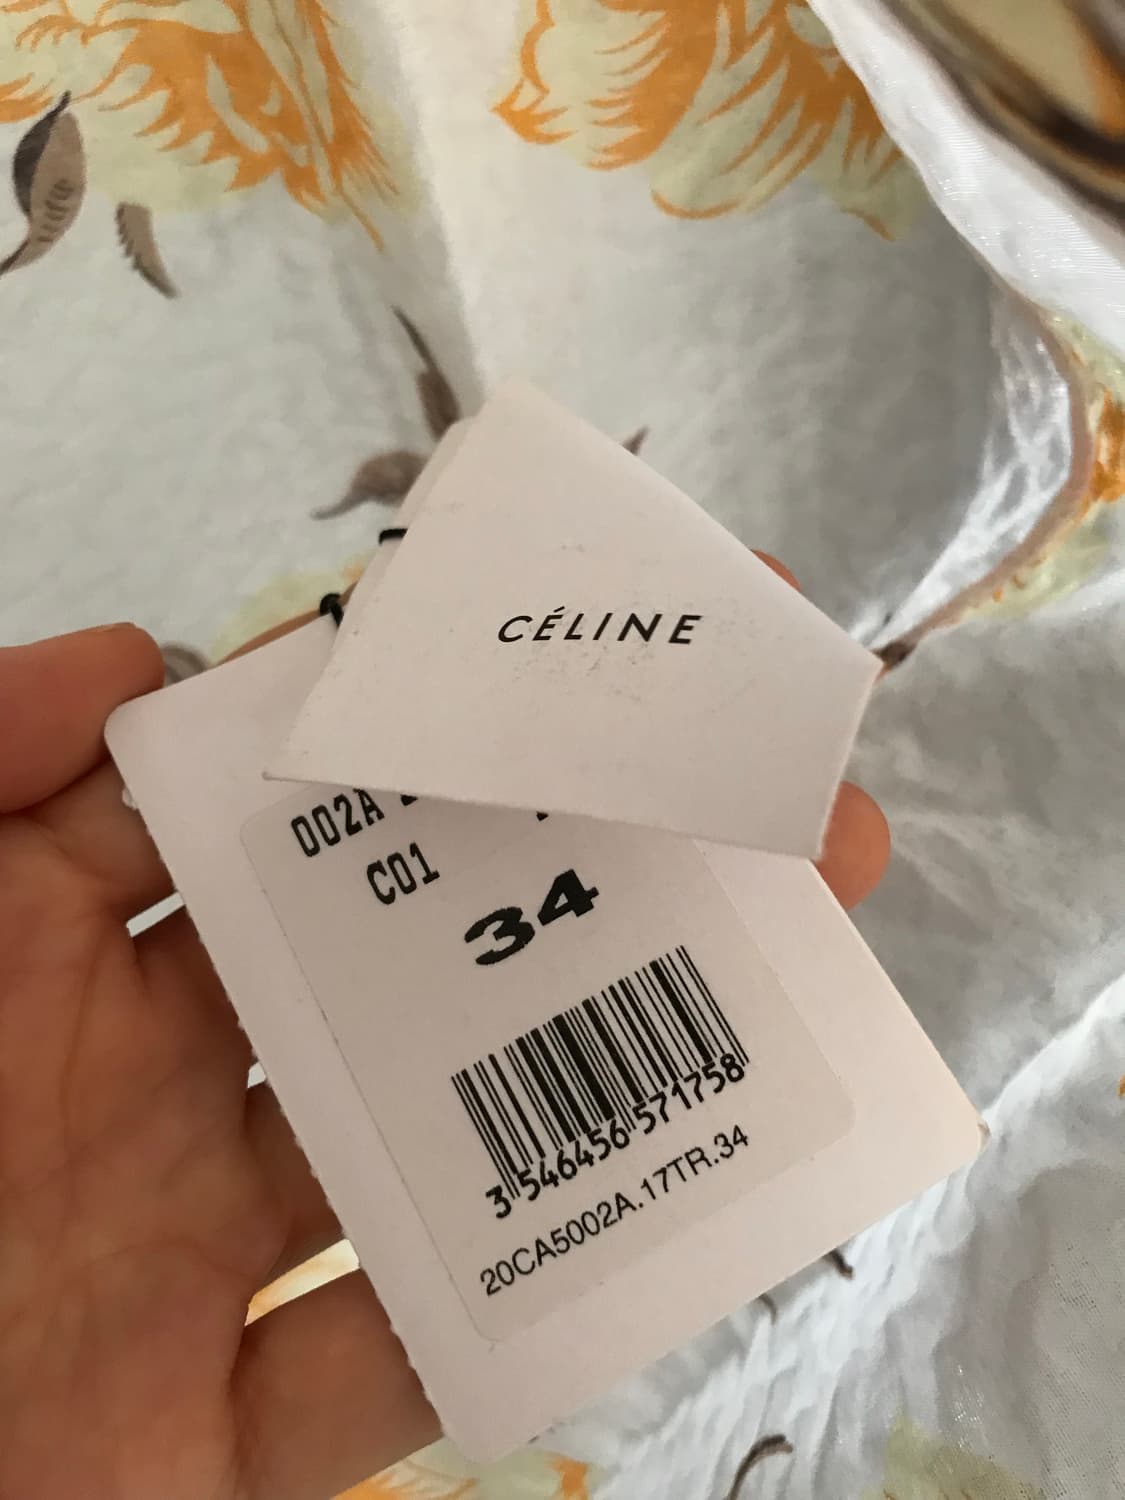 CÉLINE
002A
C01
34
3 546456 571758
20CA5002A.17TR.34